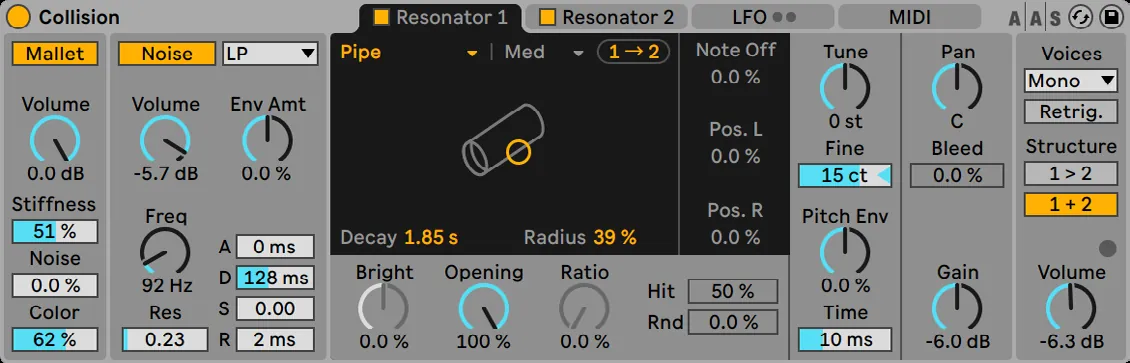 Collision
Resonator 1
Resonator 2
LFO
MIDI
AAS
Mallet
Volume
0.0 dB
Stiffness
51 %
Noise
0.0 %
Color
62 %
Noise
LP
Volume
-5.7 dB
Env Amt
0.0 %
Freq
92 Hz
Res
0.23
A 0 ms
D 128 ms
S 0.00
R 2 ms
Pipe
Med
1 → 2
Decay 1.85 s
Radius 39 %
Note Off
0.0 %
Pos. L
0.0 %
Pos. R
0.0 %
Bright
0.0 %
Opening
100 %
Ratio
0.0 %
Hit 50 %
Rnd 0.0 %
Tune
0 st
Fine
15 ct
Pitch Env
0.0 %
Time
10 ms
Pan
C
Bleed
0.0 %
Gain
-6.0 dB
Voices
Mono
Retrig.
Structure
1 > 2
1 + 2
Volume
-6.3 dB